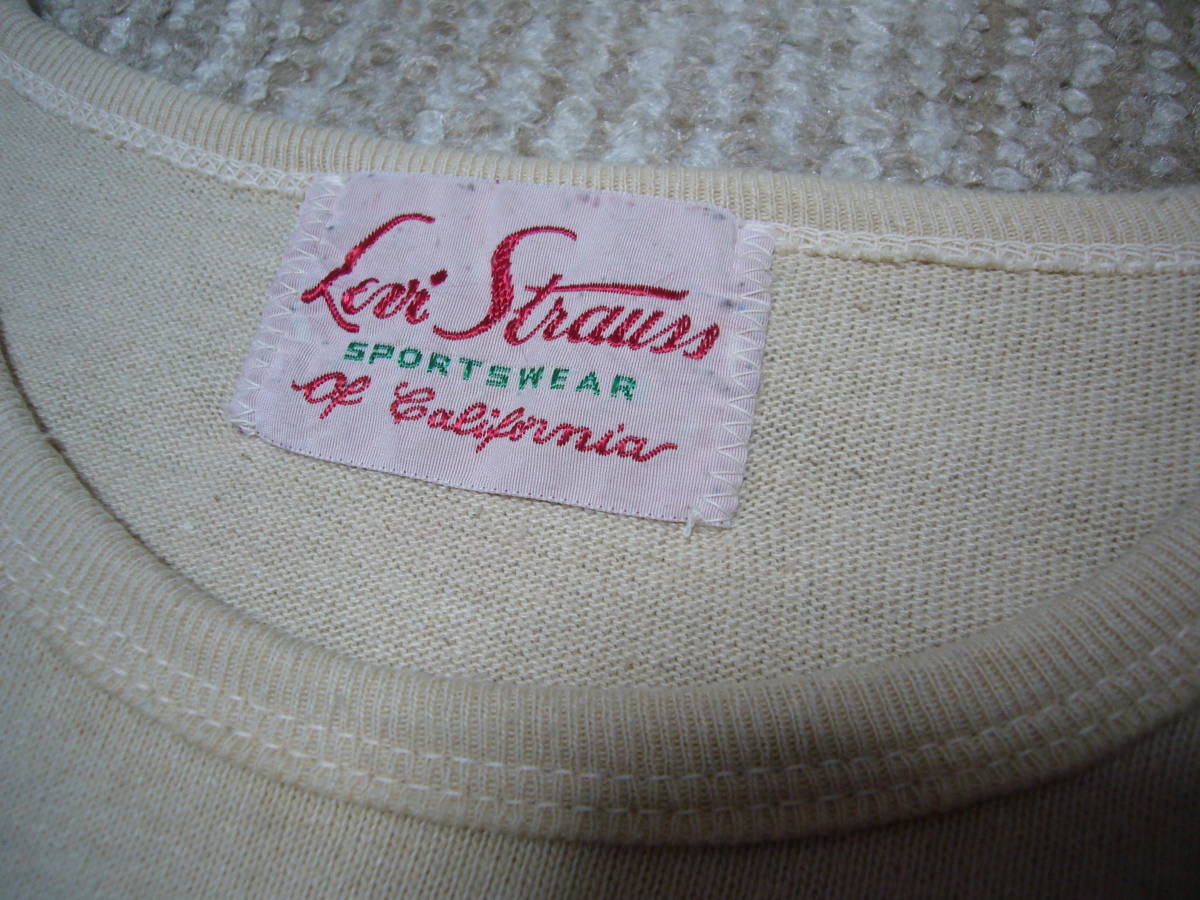 Levi Strauss
SPORTSWEAR
of California